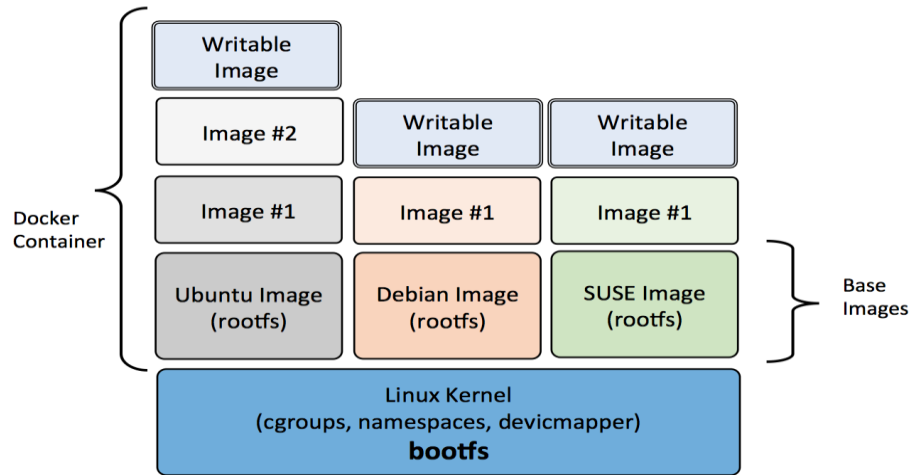 Writable
Image
Image #2
Writable
Image
Writable
Image
Image #1
Image #1
Image #1
Docker
Container
Ubuntu Image
(rootfs)
Debian Image
(rootfs)
SUSE Image
(rootfs)
Base
Images
Linux Kernel
(cgroups, namespaces, devicmapper)
bootfs